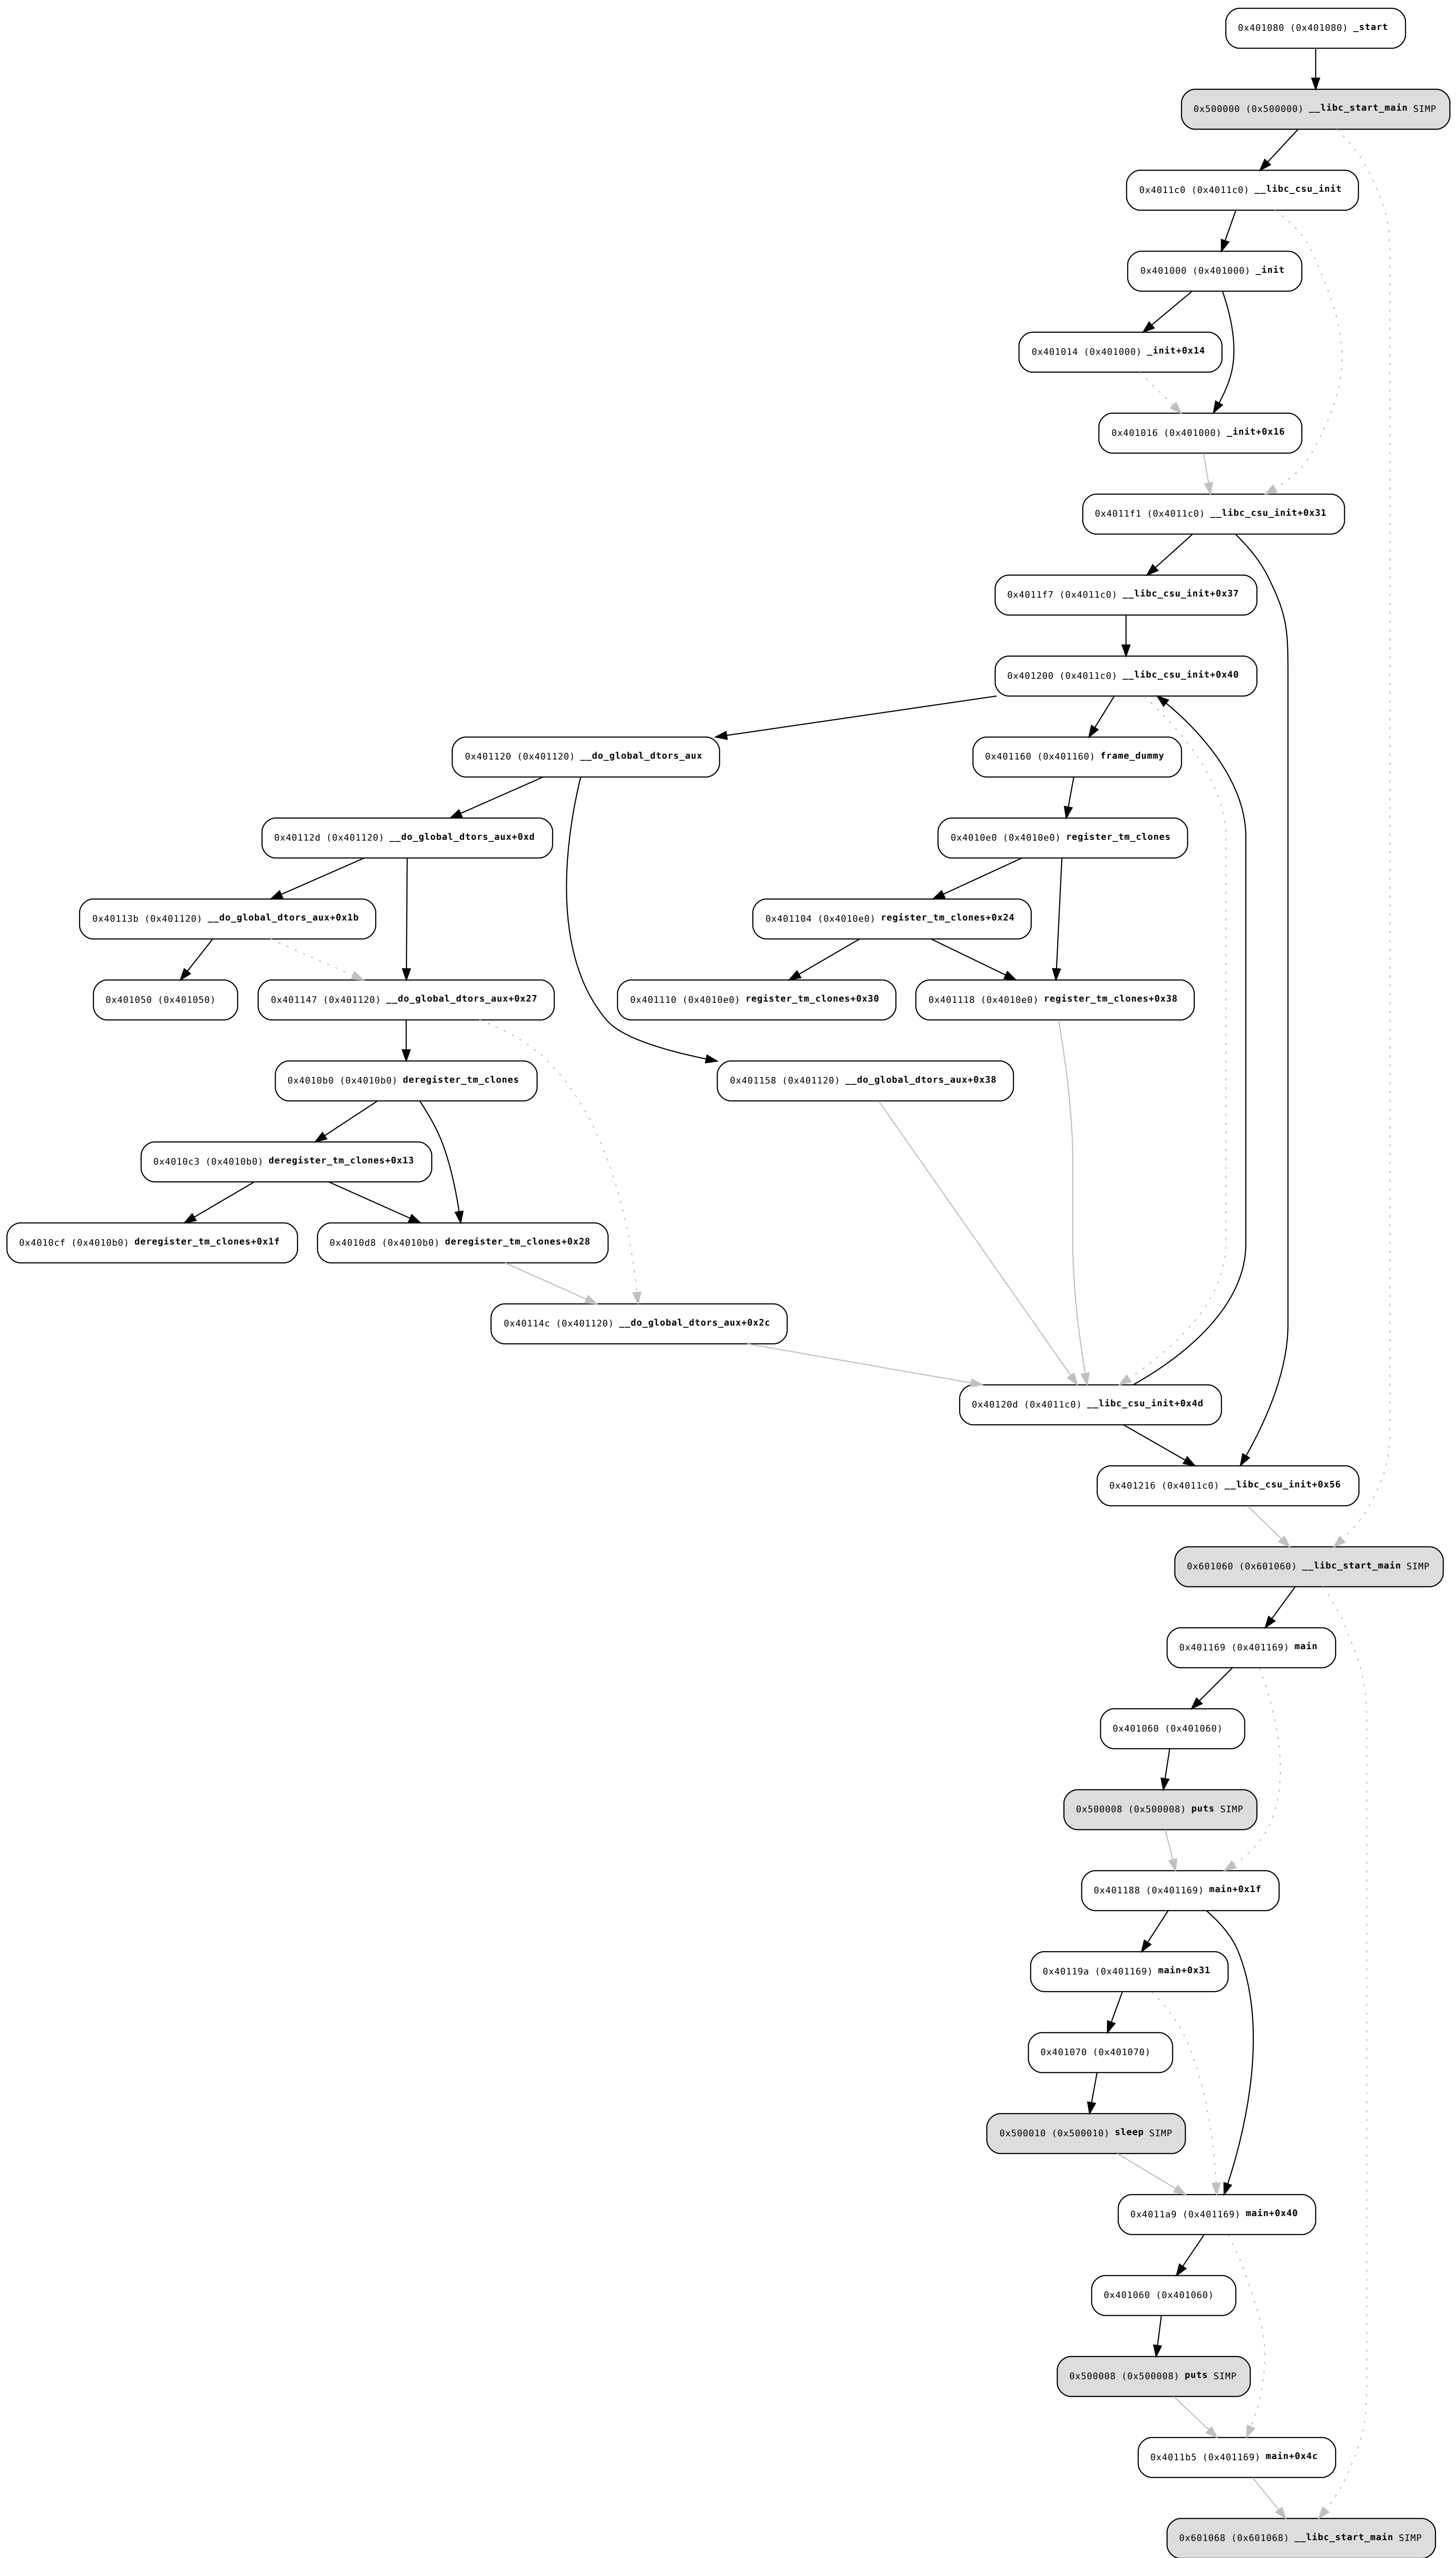 0x401080 (0x401080) _start
0x500000 (0x500000) __libc_start_main SIMP
0x4011c0 (0x4011c0) __libc_csu_init
0x401000 (0x401000) _init
0x401014 (0x401000) _init+0x14
0x401016 (0x401000) _init+0x16
0x4011f1 (0x4011c0) __libc_csu_init+0x31
0x4011f7 (0x4011c0) __libc_csu_init+0x37
0x401200 (0x4011c0) __libc_csu_init+0x40
0x401120 (0x401120) __do_global_dtors_aux
0x401160 (0x401160) frame_dummy
0x40112d (0x401120) __do_global_dtors_aux+0xd
0x4010e0 (0x4010e0) register_tm_clones
0x40113b (0x401120) __do_global_dtors_aux+0x1b
0x401104 (0x4010e0) register_tm_clones+0x24
0x401050 (0x401050)
0x401147 (0x401120) __do_global_dtors_aux+0x27
0x401110 (0x4010e0) register_tm_clones+0x30
0x401118 (0x4010e0) register_tm_clones+0x38
0x4010b0 (0x4010b0) deregister_tm_clones
0x401158 (0x401120) __do_global_dtors_aux+0x38
0x4010c3 (0x4010b0) deregister_tm_clones+0x13
0x4010cf (0x4010b0) deregister_tm_clones+0x1f
0x4010d8 (0x4010b0) deregister_tm_clones+0x28
0x40114c (0x401120) __do_global_dtors_aux+0x2c
0x40120d (0x4011c0) __libc_csu_init+0x4d
0x401216 (0x4011c0) __libc_csu_init+0x56
0x601060 (0x601060) __libc_start_main SIMP
0x401169 (0x401169) main
0x401060 (0x401060)
0x500008 (0x500008) puts SIMP
0x401188 (0x401169) main+0x1f
0x40119a (0x401169) main+0x31
0x401070 (0x401070)
0x500010 (0x500010) sleep SIMP
0x4011a9 (0x401169) main+0x40
0x401060 (0x401060)
0x500008 (0x500008) puts SIMP
0x4011b5 (0x401169) main+0x4c
0x601068 (0x601068) __libc_start_main SIMP